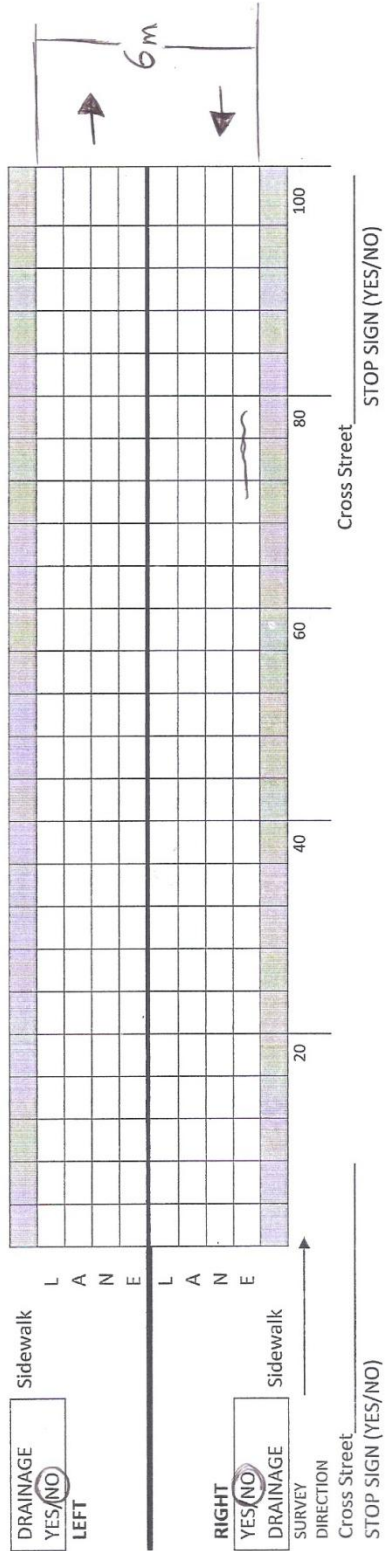 DRAINAGE
YES/NO
LEFT
Sidewalk
L
A
N
E
L
A
N
E
RIGHT
YES/NO
DRAINAGE
Sidewalk
SURVEY
DIRECTION
Cross Street
STOP SIGN (YES/NO)
20
40
60
80
100
Cross Street
STOP SIGN (YES/NO)
6m